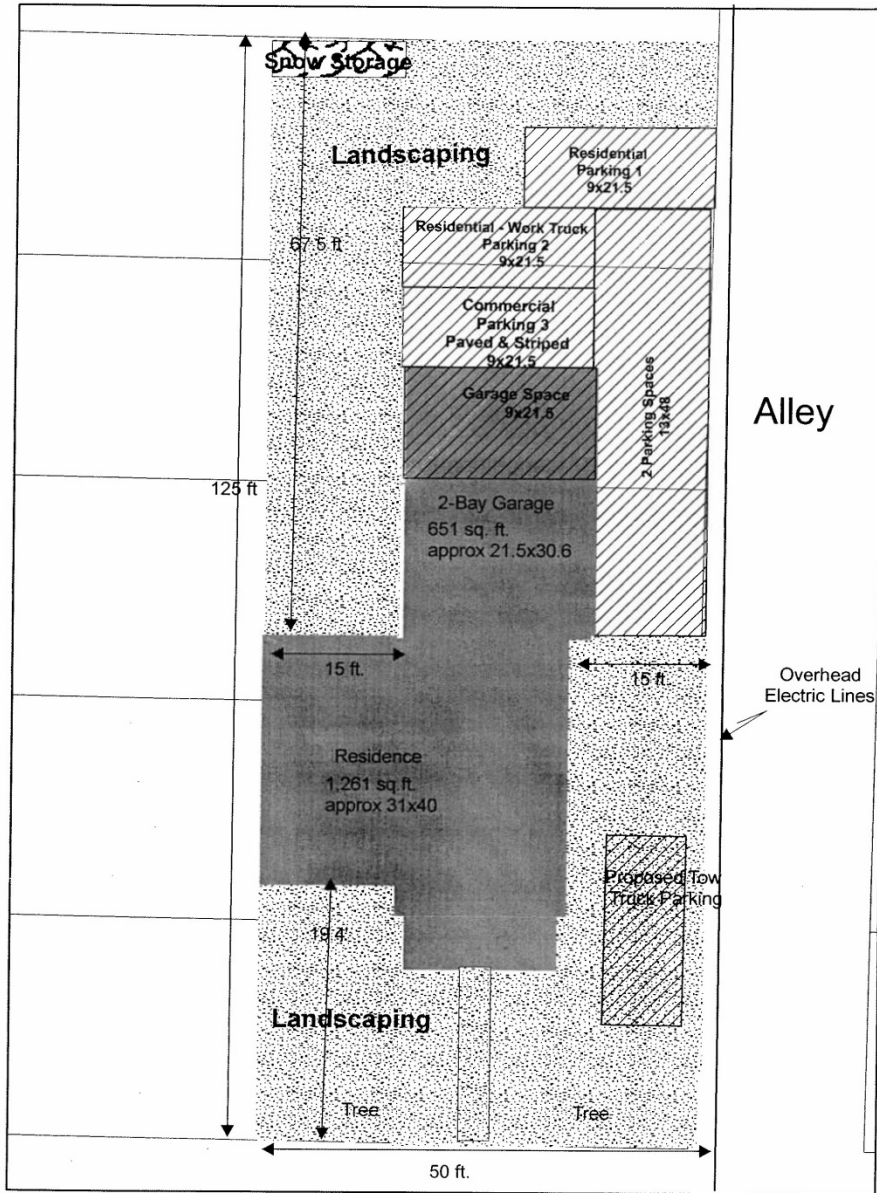 Snow Storage
Landscaping
Residential
Parking 1
9x21.5
Residential - Work Truck
Parking 2
9x21.5
67.5 ft
Commercial
Parking 3
Paved & Striped
9x21.5
Garage Space
9x21.5
2 Parking Spaces
13x48
Alley
125 ft
2-Bay Garage
651 sq. ft.
approx 21.5x30.6
15 ft.
15 ft.
Overhead
Electric Lines
Residence
1,261 sq.ft.
approx 31x40
Proposed Tow
Truck Parking
19.4'
Landscaping
Tree
Tree
50 ft.